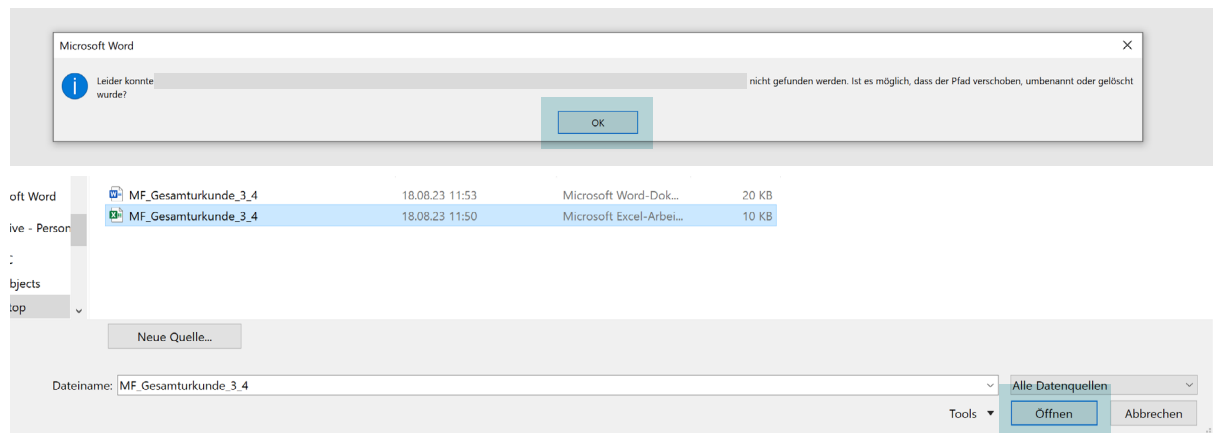 Microsoft Word
Leider konnte nicht gefunden werden. Ist es möglich, dass der Pfad verschoben, umbenannt oder gelöscht
wurde?
OK
oft Word MF_Gesamturkunde_3_4 18.08.23 11:53 Microsoft Word-Dok... 20 KB
MF_Gesamturkunde_3_4 18.08.23 11:50 Microsoft Excel-Arbei... 10 KB
ive - Person
bjects
top
Neue Quelle...
Dateiname: MF_Gesamturkunde_3_4 Alle Datenquellen
Tools Öffnen Abbrechen